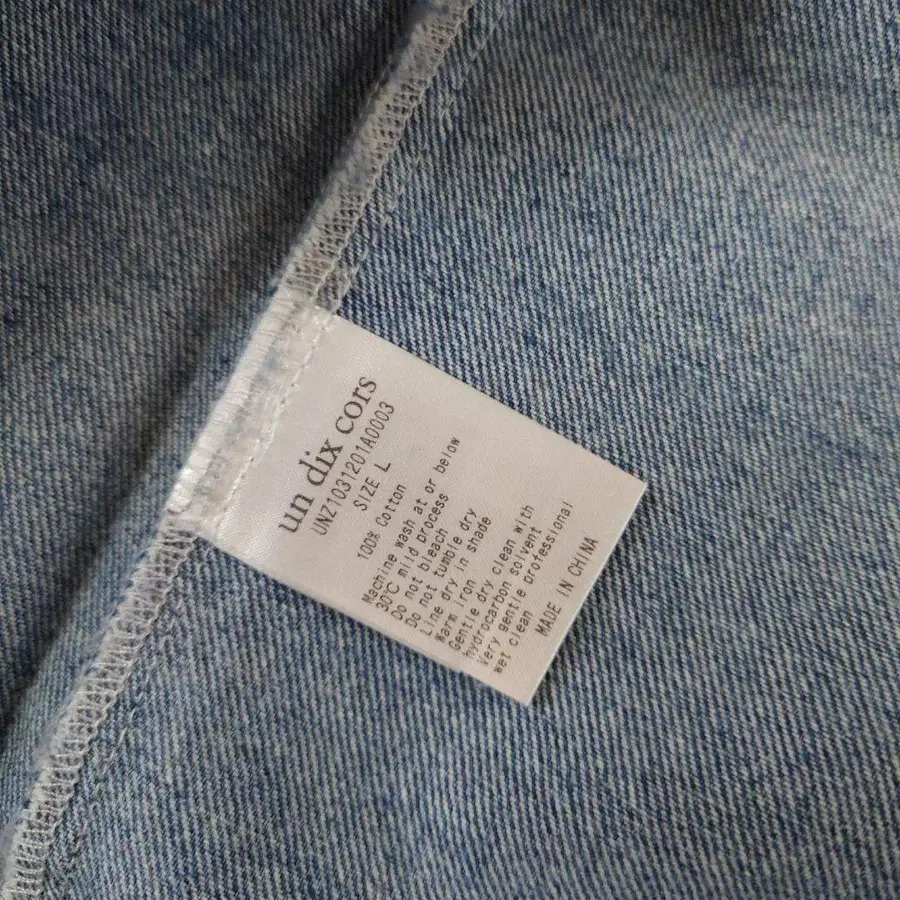 un dix cors
UNZ1031201A0003
SIZE L
100% Cotton
Machine wash at or below
30℃ mild process
Do not bleach
Do not tumble dry
Line dry in shade
Warm iron
Gentle dry clean with
hydrocarbon solvent
Very gentle professional
wet clean
MADE IN CHINA